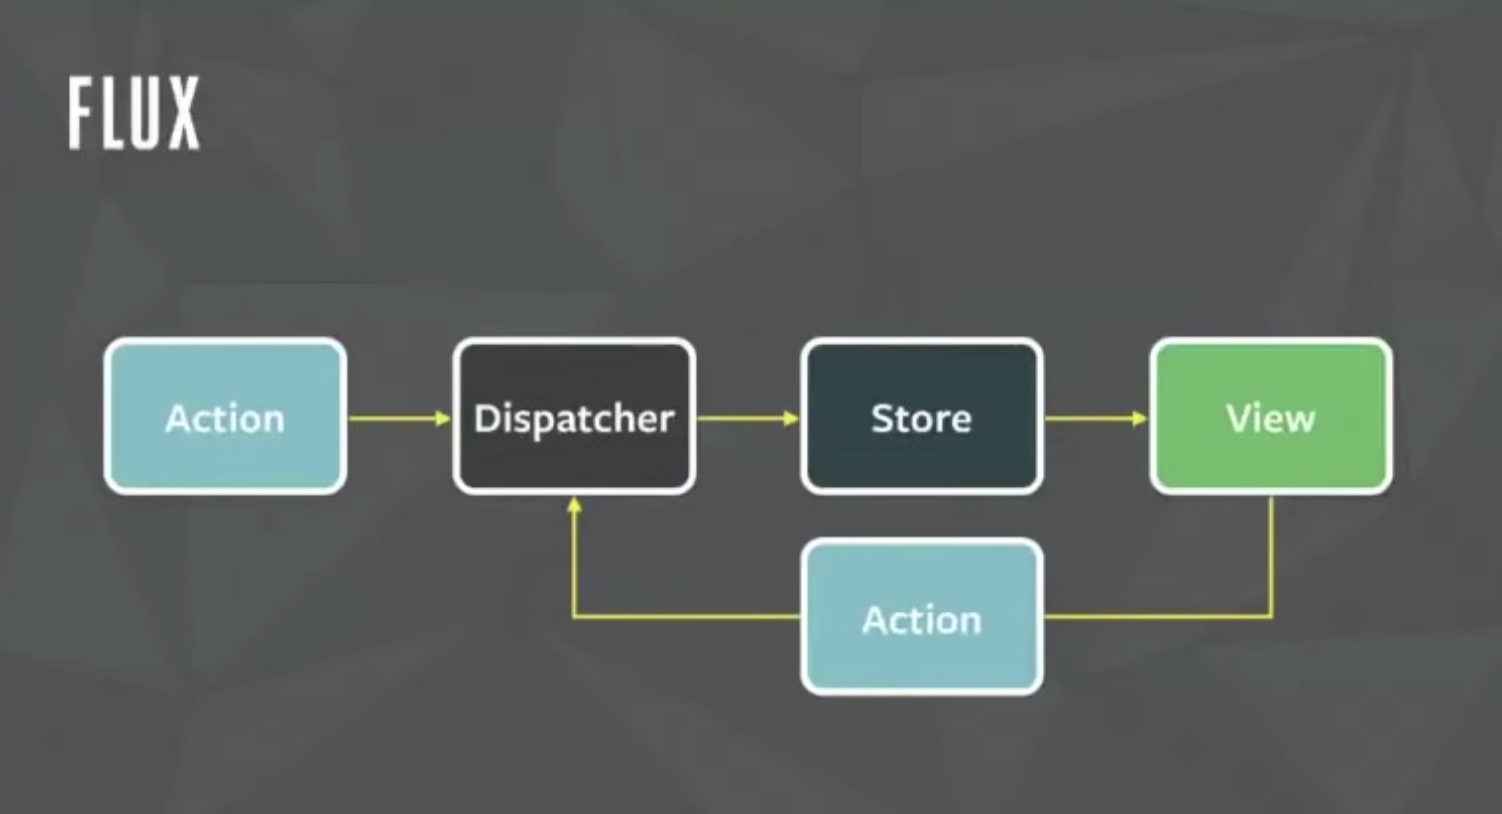 FLUX
Action
Dispatcher
Store
View
Action